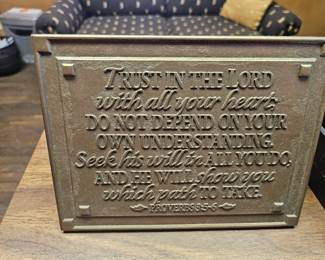 TRUST IN THE LORD
with all your heart;
DO NOT DEPEND ON YOUR
OWN UNDERSTANDING.
Seek his will in ALL YOU DO,
AND HE WILL show you
which path TO TAKE.
PROVERBS 3:5-6